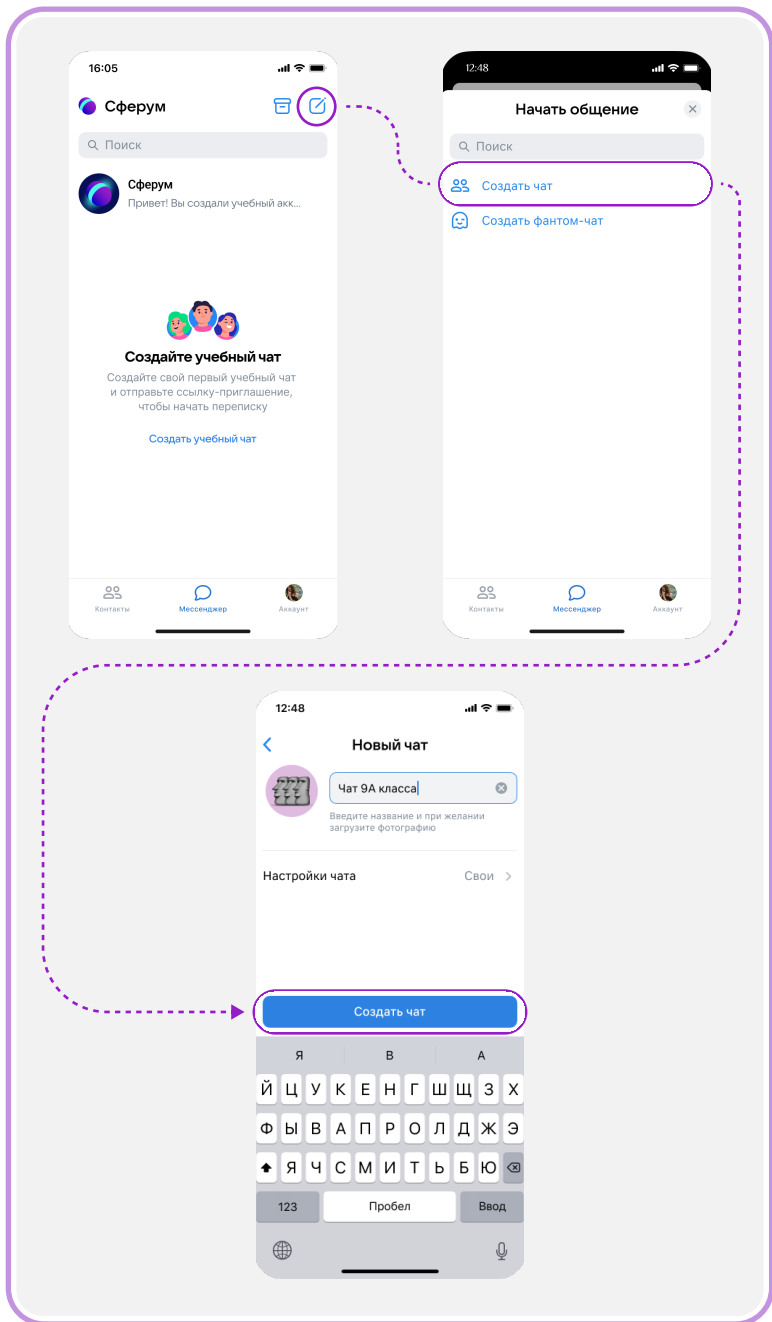 16:05
Сферум
Поиск
Сферум
Привет! Вы создали учебный акк...
Создайте учебный чат
Создайте свой первый учебный чат
и отправьте ссылку-приглашение,
чтобы начать переписку
Создать учебный чат
Контакты Мессенджер Аккаунт
12:48
Начать общение
Поиск
Создать чат
Создать фантом-чат
Контакты Мессенджер Аккаунт
12:48
Новый чат
Чат 9А класса
Введите название и при желании
загрузите фотографию
Настройки чата Свои
Создать чат
Я В А
Й Ц У К Е Н Г Ш Щ З Х
Ф Ы В А П Р О Л Д Ж Э
Я Ч С М И Т Ь Б Ю
123 Пробел Ввод